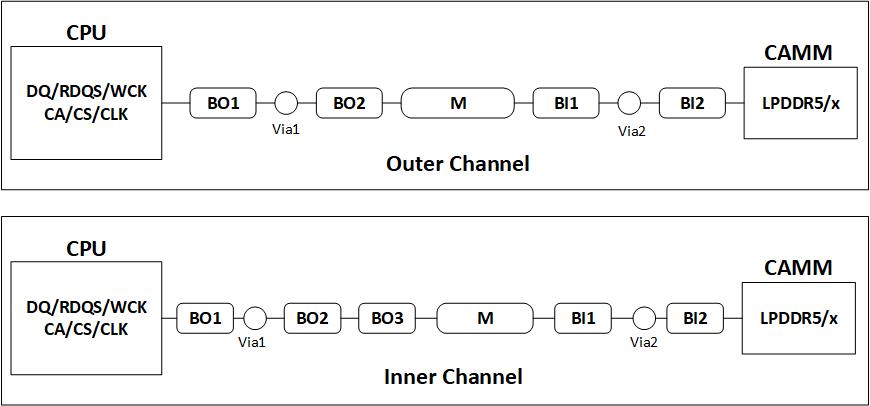 CPU
CAMM
DQ/RDQS/WCK
CA/CS/CLK
BO1
BO2
M
BI1
BI2
LPDDR5/x
Via1
Via2
Outer Channel
CPU
CAMM
DQ/RDQS/WCK
CA/CS/CLK
BO1
BO2
BO3
M
BI1
BI2
LPDDR5/x
Via1
Via2
Inner Channel